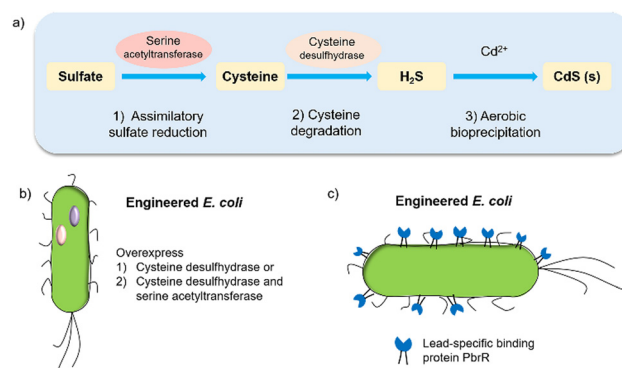 a)
Serine
acetyltransferase
Cysteine
desulfhydrase
Cd²⁺
Sulfate
Cysteine
H₂S
CdS (s)
1) Assimilatory
sulfate reduction
2) Cysteine
degradation
3) Aerobic
bioprecipitation
b)
Engineered E. coli
Overexpress
1) Cysteine desulfhydrase or
2) Cysteine desulfhydrase and
serine acetyltransferase
c)
Engineered E. coli
Lead-specific binding
protein PbrR